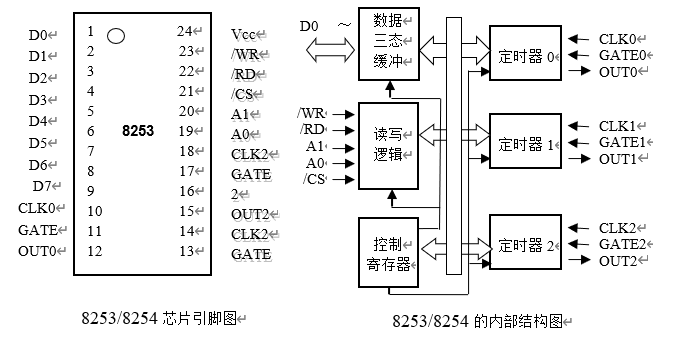 D0
D1
D2
D3
D4
D5
D6
D7
CLK0
GATE
OUT0
1
2
3
4
5
6
7
8
9
10
11
12
8253
24
23
22
21
20
19
18
17
16
15
14
13
Vcc
/WR
/RD
/CS
A1
A0
CLK2
GATE
2
OUT2
CLK2
GATE
8253/8254 芯片引脚图
D0 ~
数据
三态
缓冲
/WR
/RD
A1
A0
/CS
读写
逻辑
控制
寄存器
定时器 0
CLK0
GATE0
OUT0
定时器 1
CLK1
GATE1
OUT1
定时器 2
CLK2
GATE2
OUT2
8253/8254 的内部结构图